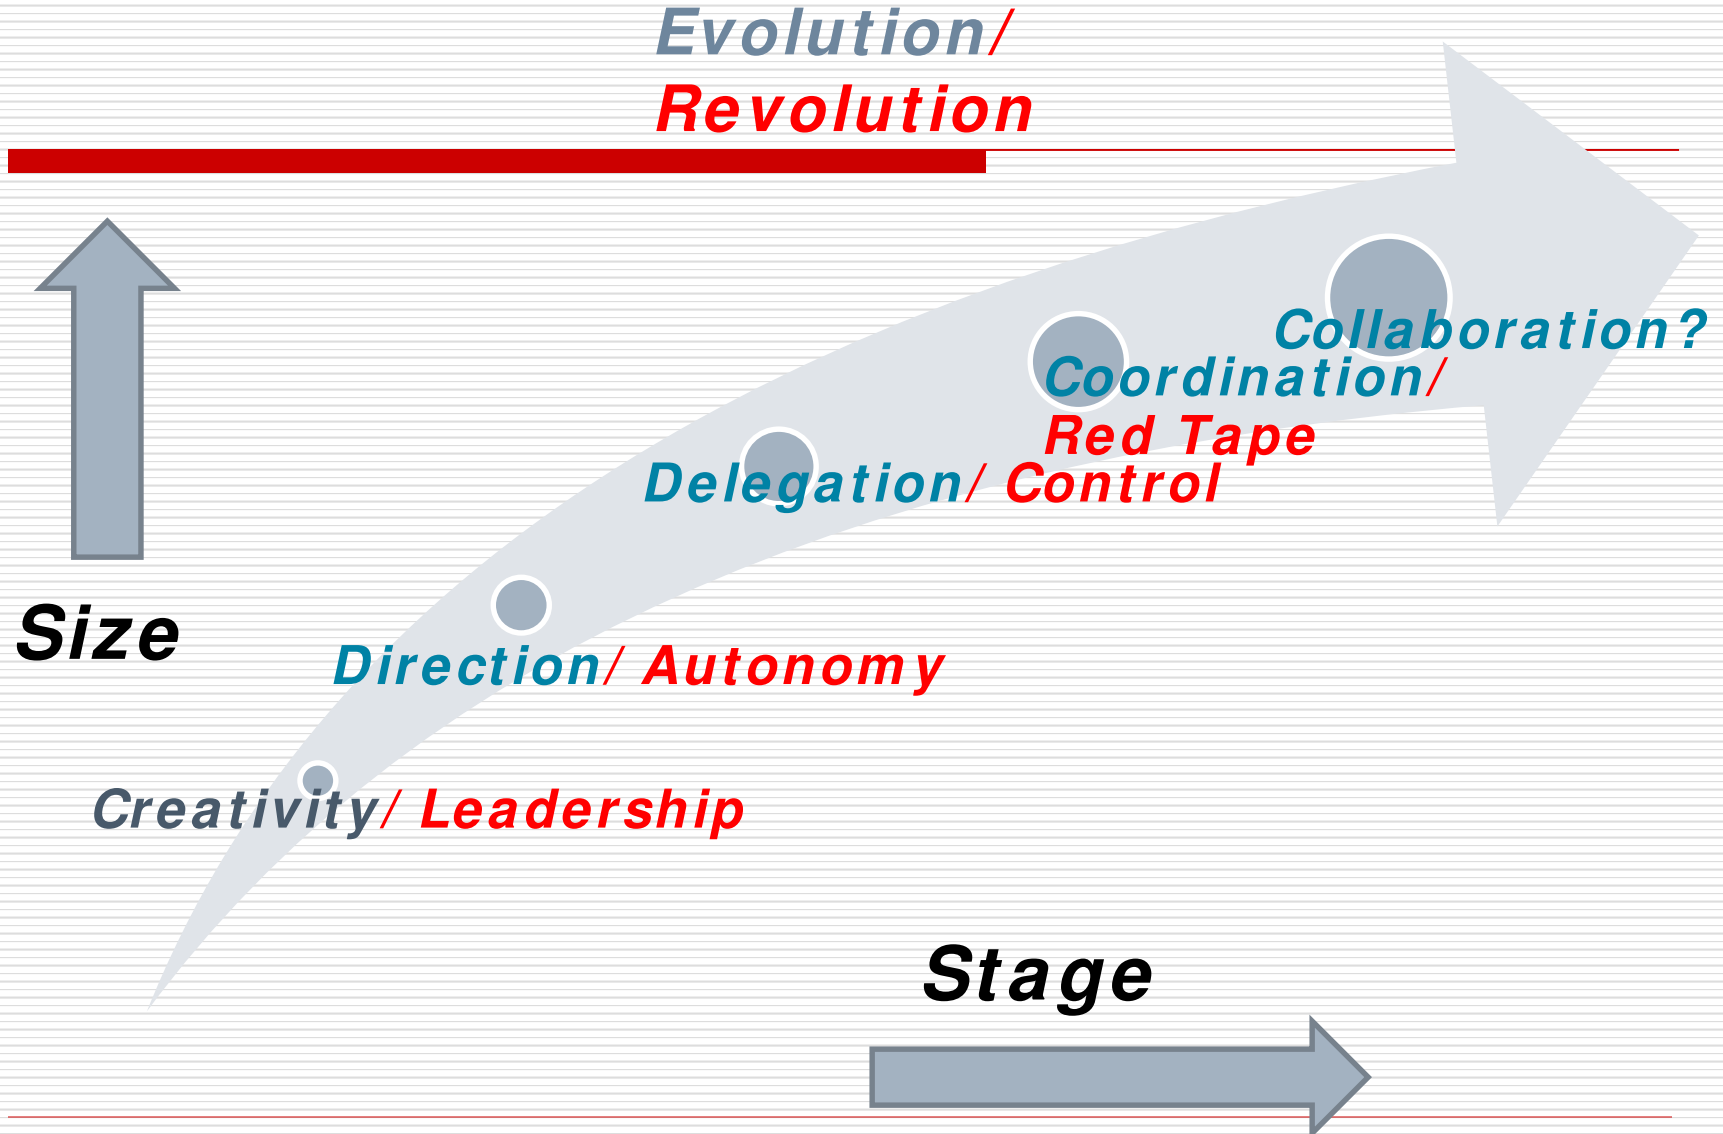 Evolution/
Revolution
Collaboration?
Coordination/
Red Tape
Delegation/ Control
Size
Direction/ Autonomy
Creativity/ Leadership
Stage